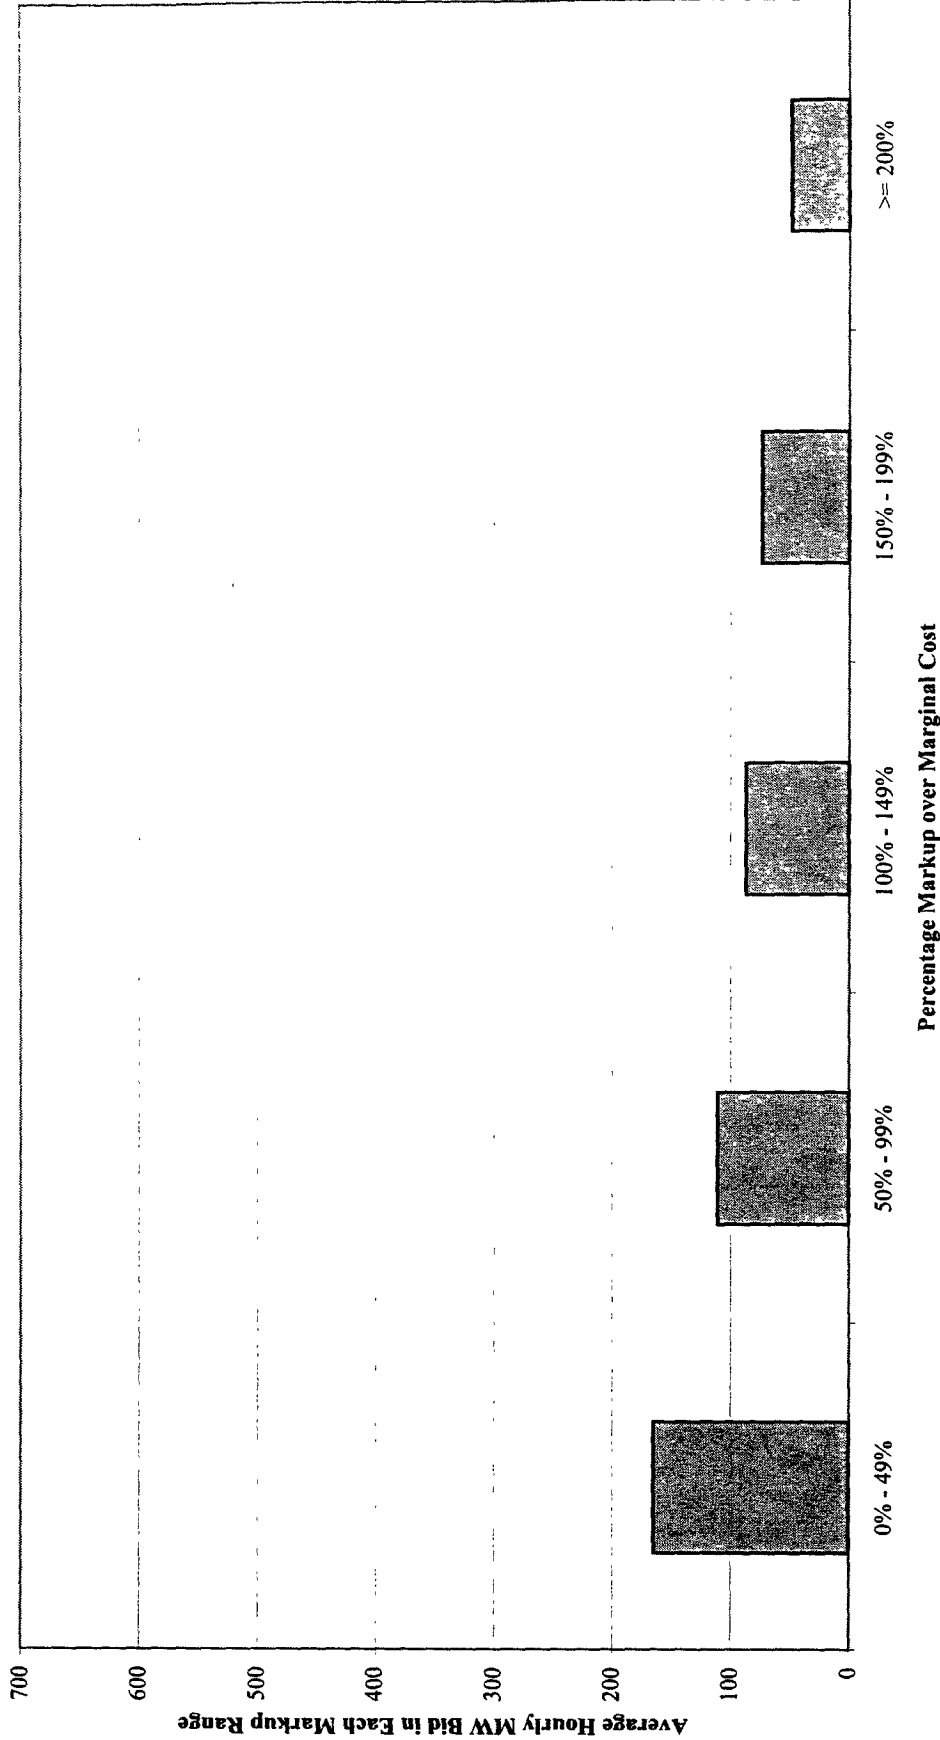 Average Hourly MW Bid in Each Markup Range
700
600
500
400
300
200
100
0
0% - 49%
50% - 99%
100% - 149%
150% - 199%
>= 200%
Percentage Markup over Marginal Cost